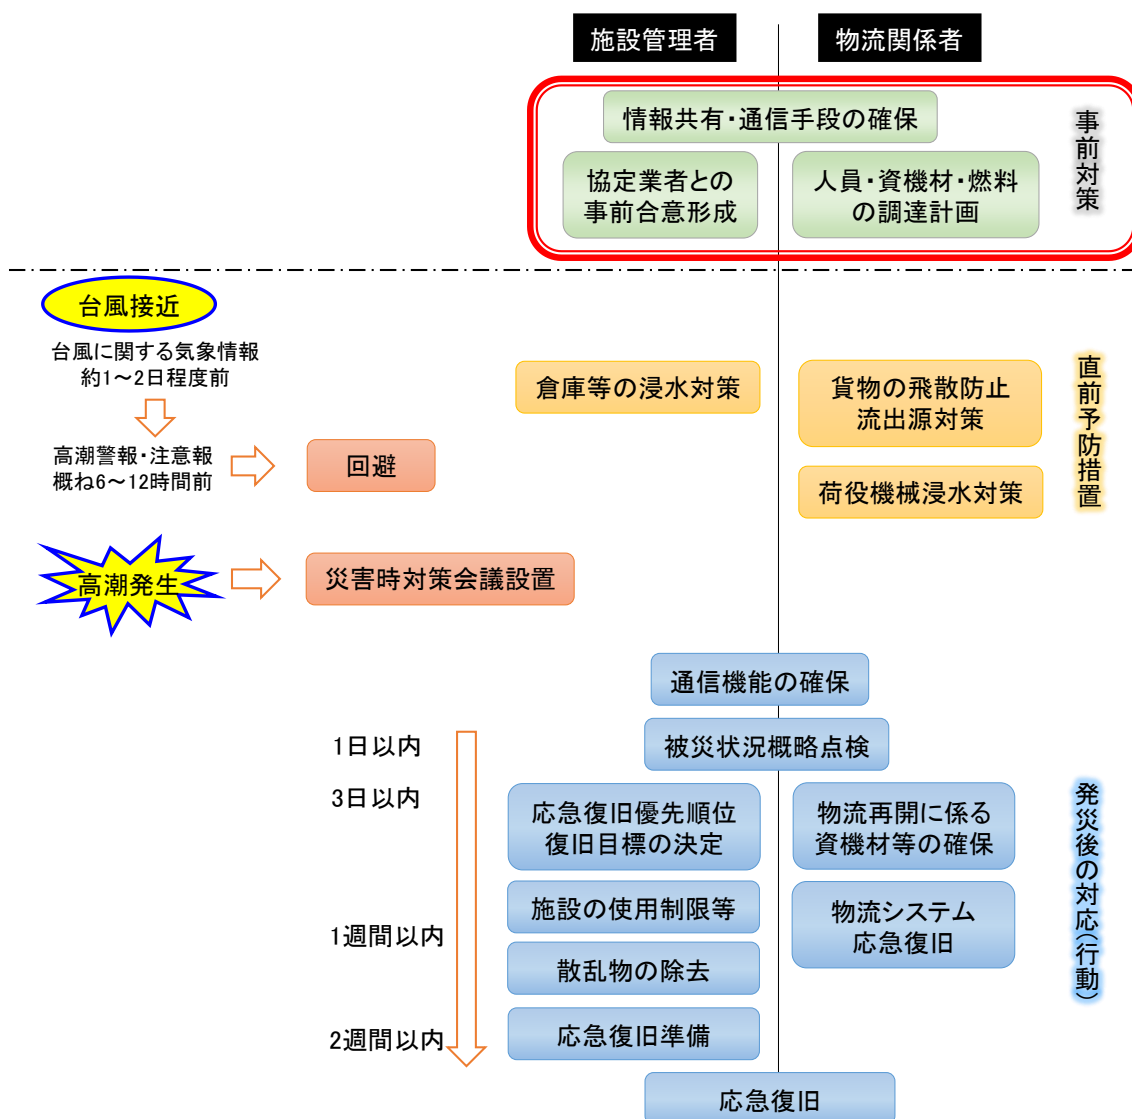 施設管理者
物流関係者
情報共有・通信手段の確保
協定業者との
事前合意形成
人員・資機材・燃料
の調達計画
事前対策
台風接近
台風に関する気象情報
約1～2日程度前
高潮警報・注意報
概ね6～12時間前
回避
倉庫等の浸水対策
貨物の飛散防止
流出源対策
荷役機械浸水対策
直前予防措置
高潮発生
災害時対策会議設置
通信機能の確保
1日以内
被災状況概略点検
3日以内
応急復旧優先順位
復旧目標の決定
物流再開に係る
資機材等の確保
施設の使用制限等
物流システム
応急復旧
1週間以内
散乱物の除去
2週間以内
応急復旧準備
応急復旧
発災後の対応(行動)